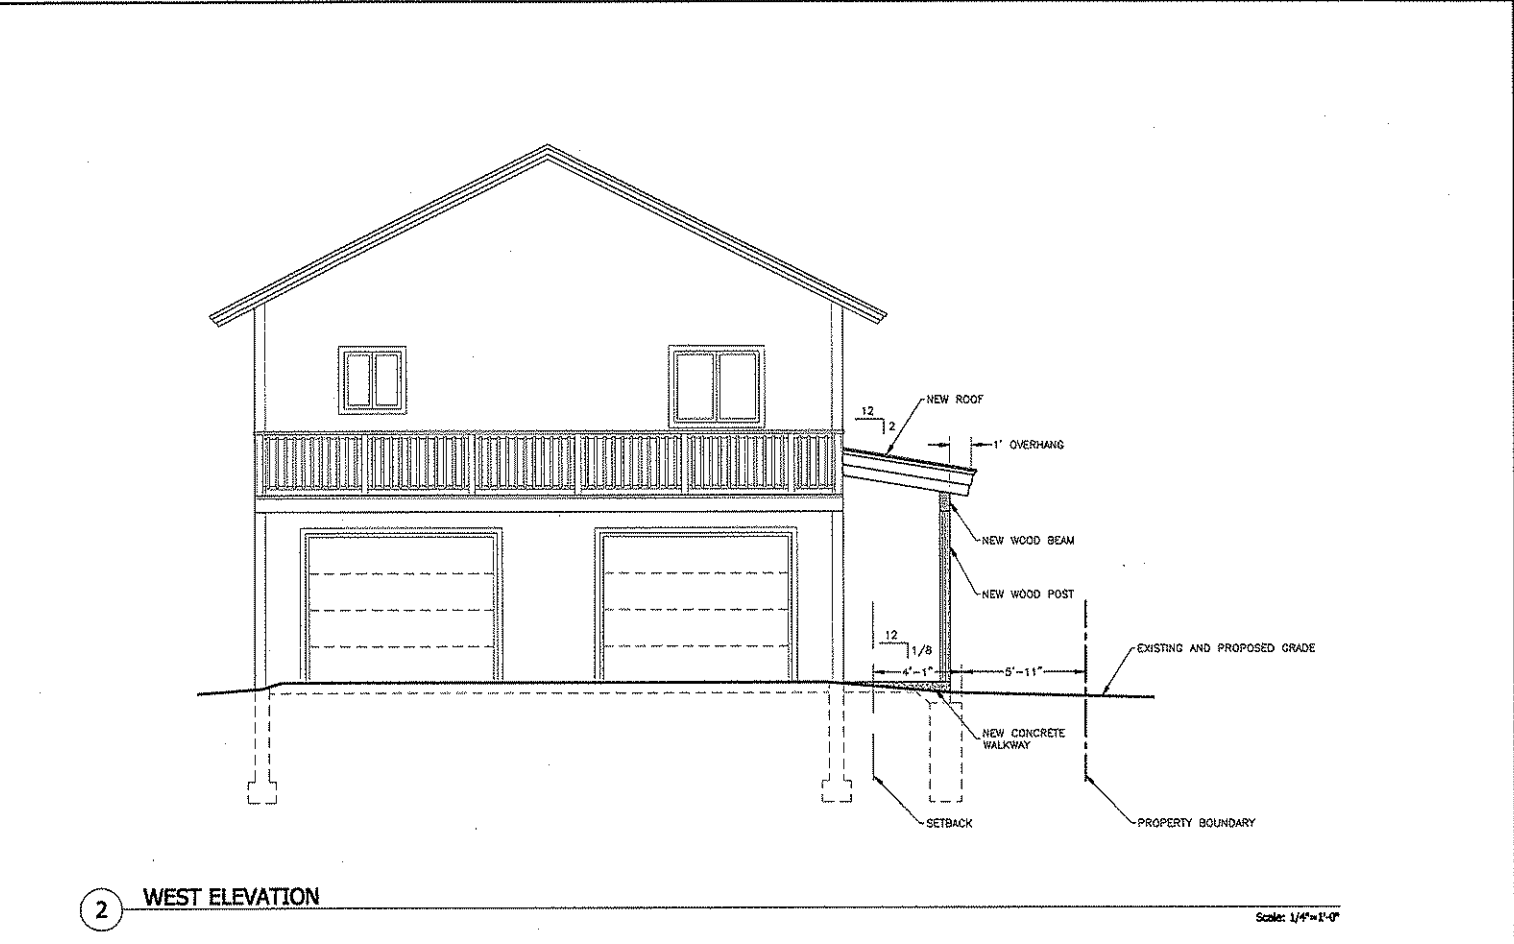 NEW ROOF
12
2
1' OVERHANG
NEW WOOD BEAM
NEW WOOD POST
12
1/8
EXISTING AND PROPOSED GRADE
4'-1"
5'-11"
NEW CONCRETE
WALKWAY
SETBACK
PROPERTY BOUNDARY
2
WEST ELEVATION
Scale: 1/4"=1'-0"